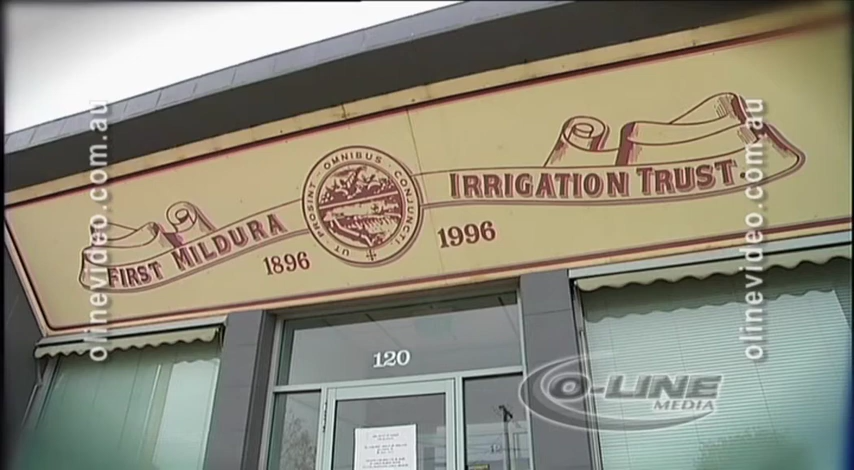 FIRST MILDURA
IRRIGATION TRUST
UT PROSINT OMNIBUS CONJUNCTI
1896
1996
120
O-LINE
MEDIA
olinevideo.com.au
olinevideo.com.au